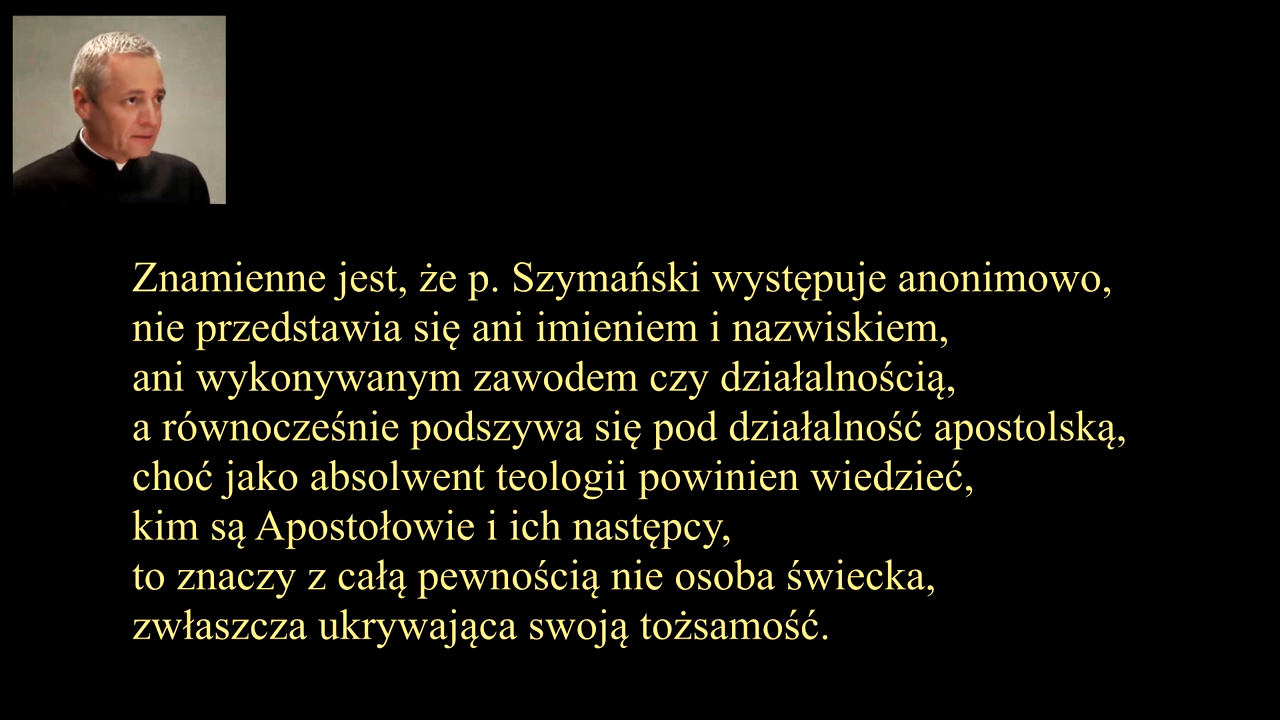 Znamienne jest, że p. Szymański występuje anonimowo,
nie przedstawia się ani imieniem i nazwiskiem,
ani wykonywanym zawodem czy działalnością,
a równocześnie podszywa się pod działalność apostolską,
choć jako absolwent teologii powinien wiedzieć,
kim są Apostołowie i ich następcy,
to znaczy z całą pewnością nie osoba świecka,
zwłaszcza ukrywająca swoją tożsamość.